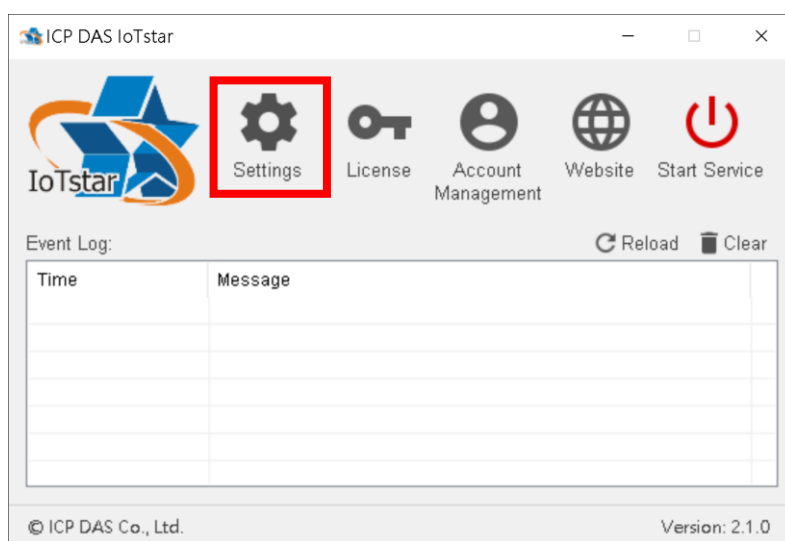 ICP DAS IoTstar
IoTstar
Settings
License
Account
Management
Website
Start Service
Event Log:
Reload
Clear
Time
Message
© ICP DAS Co., Ltd.
Version: 2.1.0